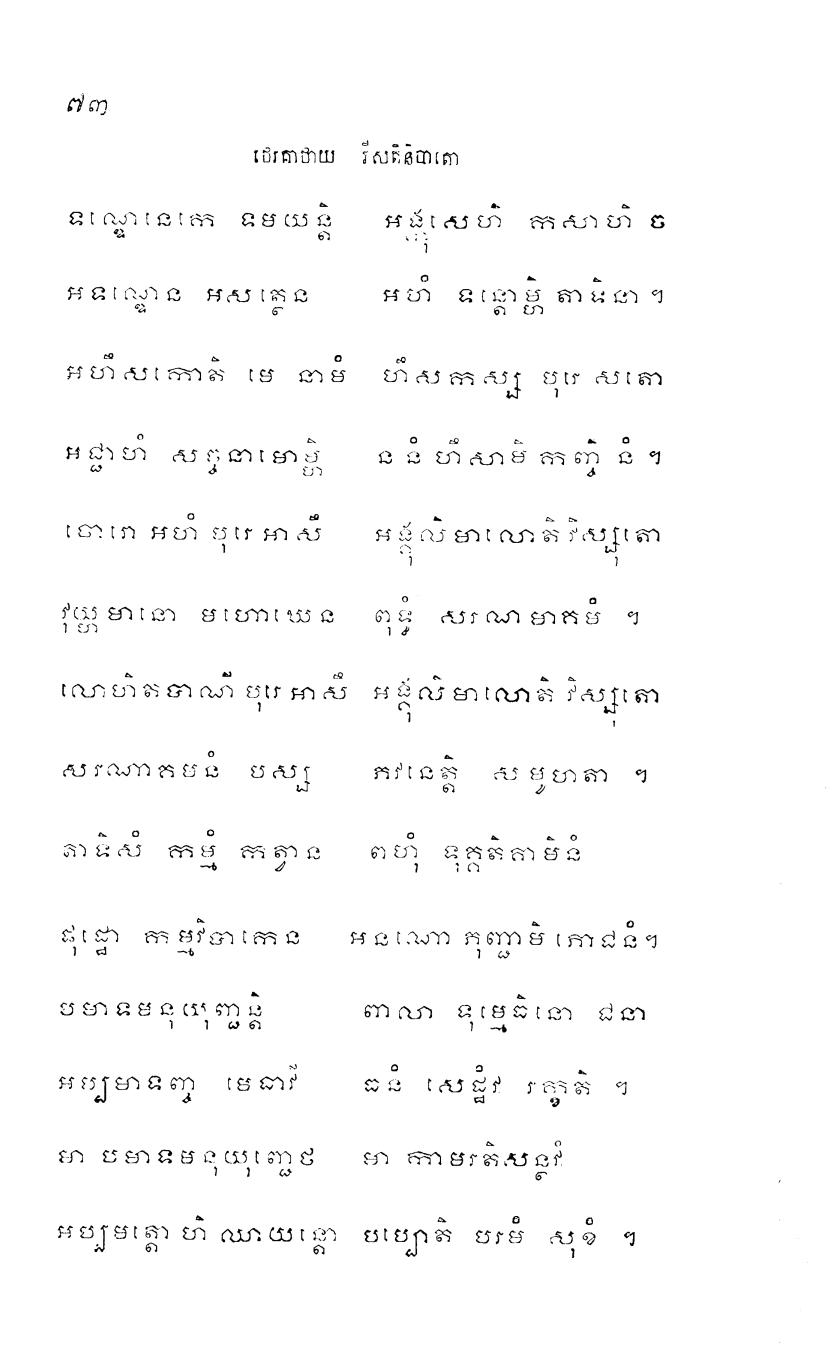 ៧៣
ថេរគាថាយ វីសតិនិបាតោ
ទណ្ឌេនេកេ ទមយន្តិ អង្កុសេហិ កសាហិ ច
អទណ្ឌេន អសត្ថេន អហំ ទន្តោម្ហិ តាទិនា ។
អហឹសកោតិ មេ នាមំ ហឹសកស្ស បុរេ សតោ
អជ្ជាហំ សច្ចនាមោម្ហិ ន នំ ហឹសាមិ កញ្ចិ នំ ។
ចោរោ អហំ បុរេ អាសឹ អង្គុលិមាលោតិ វិស្សុតោ
វុយ្ហមានោ មហោឃេន ពុទ្ធំ សរណមាគមំ ។
លោហិតបាណី បុរេ អាសឹ អង្គុលិមាលោតិ វិស្សុតោ
សរណាគមនំ បស្ស ភវនេត្តិ សមូហតា ។
តាទិសំ កម្មំ កត្វាន ពហុំ ទុគ្គតិគាមិនំ
ផុដ្ឋោ កម្មវិបាកេន អនណោ ភុញ្ជាមិ ភោជនំ ។
បមាទមនុយុញ្ជន្តិ ពាលា ទុម្មេធិនោ ជនា
អប្បមាទញ្ច មេធាវី ធនំ សេដ្ឋំវ រក្ខតិ ។
មា បមាទមនុយុញ្ជេថ មា កាមរតិសន្ថវំ
អប្បមត្តោ ហិ ឈាយន្តោ បប្បោតិ បរមំ សុខំ ។